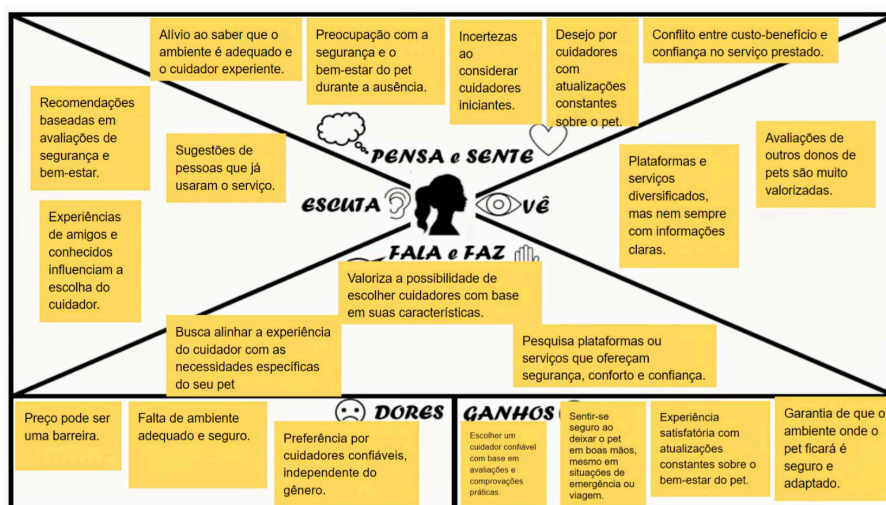 Alívio ao saber que o
ambiente é adequado e
o cuidador experiente.
Preocupação com a
segurança e o
bem-estar do pet
durante a ausência.
Incertezas
ao
considerar
cuidadores
iniciantes.
Desejo por
cuidadores
com
atualizações
constantes
sobre o pet.
Conflito entre custo-benefício e
confiança no serviço prestado.
PENSA e SENTE
Recomendações
baseadas em
avaliações de
segurança e
bem-estar.
Sugestões de
pessoas que já
usaram o serviço.
Experiências
de amigos e
conhecidos
influenciam a
escolha do
cuidador.
ESCUTA
VÊ
Plataformas e
serviços
diversificados,
mas nem sempre
com informações
claras.
Avaliações de
outros donos de
pets são muito
valorizadas.
FALA e FAZ
Valoriza a possibilidade de
escolher cuidadores com base
em suas características.
Busca alinhar a experiência
do cuidador com as
necessidades específicas
do seu pet
Pesquisa plataformas ou
serviços que ofereçam
segurança, conforto e confiança.
DORES
Preço pode ser
uma barreira.
Falta de ambiente
adequado e seguro.
Preferência por
cuidadores confiáveis,
independente do
gênero.
GANHOS
Escolher um
cuidador confiável
com base em
avaliações e
comprovações
práticas.
Sentir-se
seguro ao
deixar o pet
em boas mãos,
mesmo em
situações de
emergência ou
viagem.
Experiência
satisfatória com
atualizações
constantes sobre o
bem-estar do pet.
Garantia de que o
ambiente onde o
pet ficará é
seguro e
adaptado.